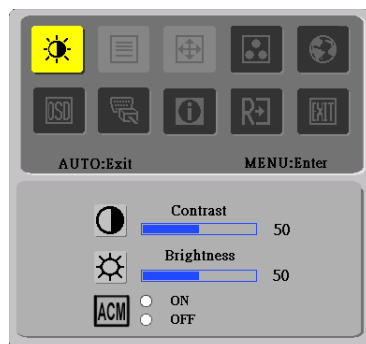 OSD R EXIT
AUTO:Exit MENU:Enter
Contrast
50
Brightness
50
ACM ON
OFF